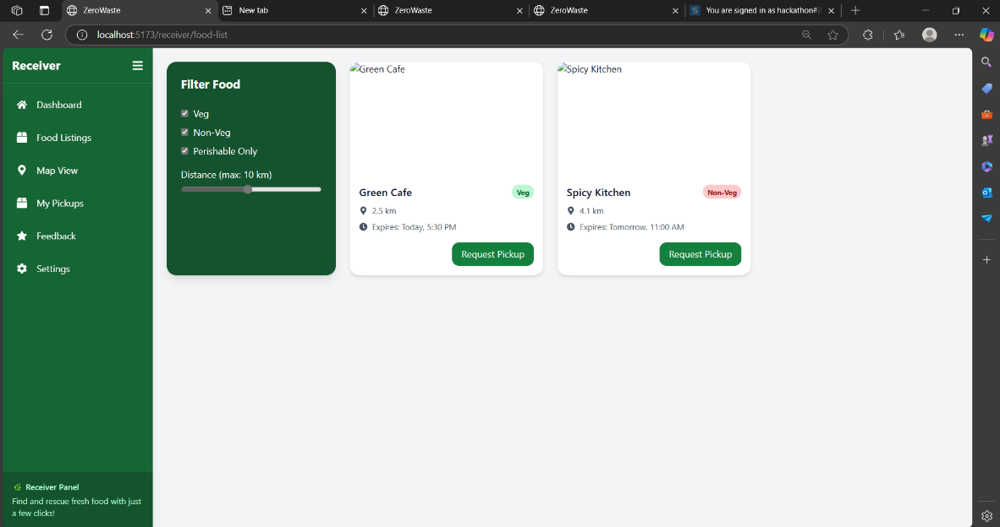 ZeroWaste
New tab
ZeroWaste
ZeroWaste
You are signed in as hackathon#2
localhost:5173/receiver/food-list
Receiver
Dashboard
Food Listings
Map View
My Pickups
Feedback
Settings
Receiver Panel
Find and rescue fresh food with just
a few clicks!
Filter Food
Veg
Non-Veg
Perishable Only
Distance (max: 10 km)
Green Cafe
Green Cafe
Veg
2.5 km
Expires: Today, 5:30 PM
Request Pickup
Spicy Kitchen
Spicy Kitchen
Non-Veg
4.1 km
Expires: Tomorrow, 11:00 AM
Request Pickup